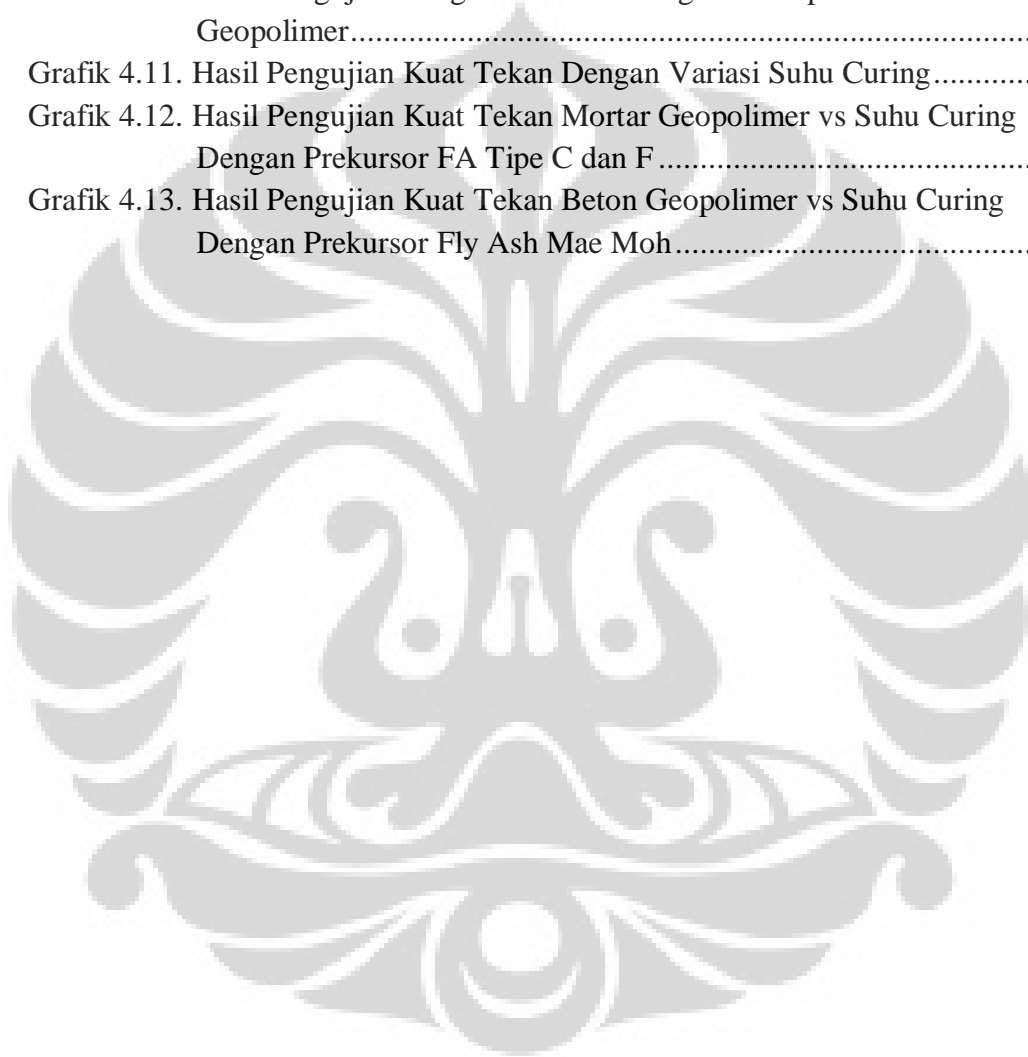 Geopolimer......................................................................................
Grafik 4.11. Hasil Pengujian Kuat Tekan Dengan Variasi Suhu Curing............
Grafik 4.12. Hasil Pengujian Kuat Tekan Mortar Geopolimer vs Suhu Curing
Dengan Prekursor FA Tipe C dan F...............................................
Grafik 4.13. Hasil Pengujian Kuat Tekan Beton Geopolimer vs Suhu Curing
Dengan Prekursor Fly Ash Mae Moh.............................................